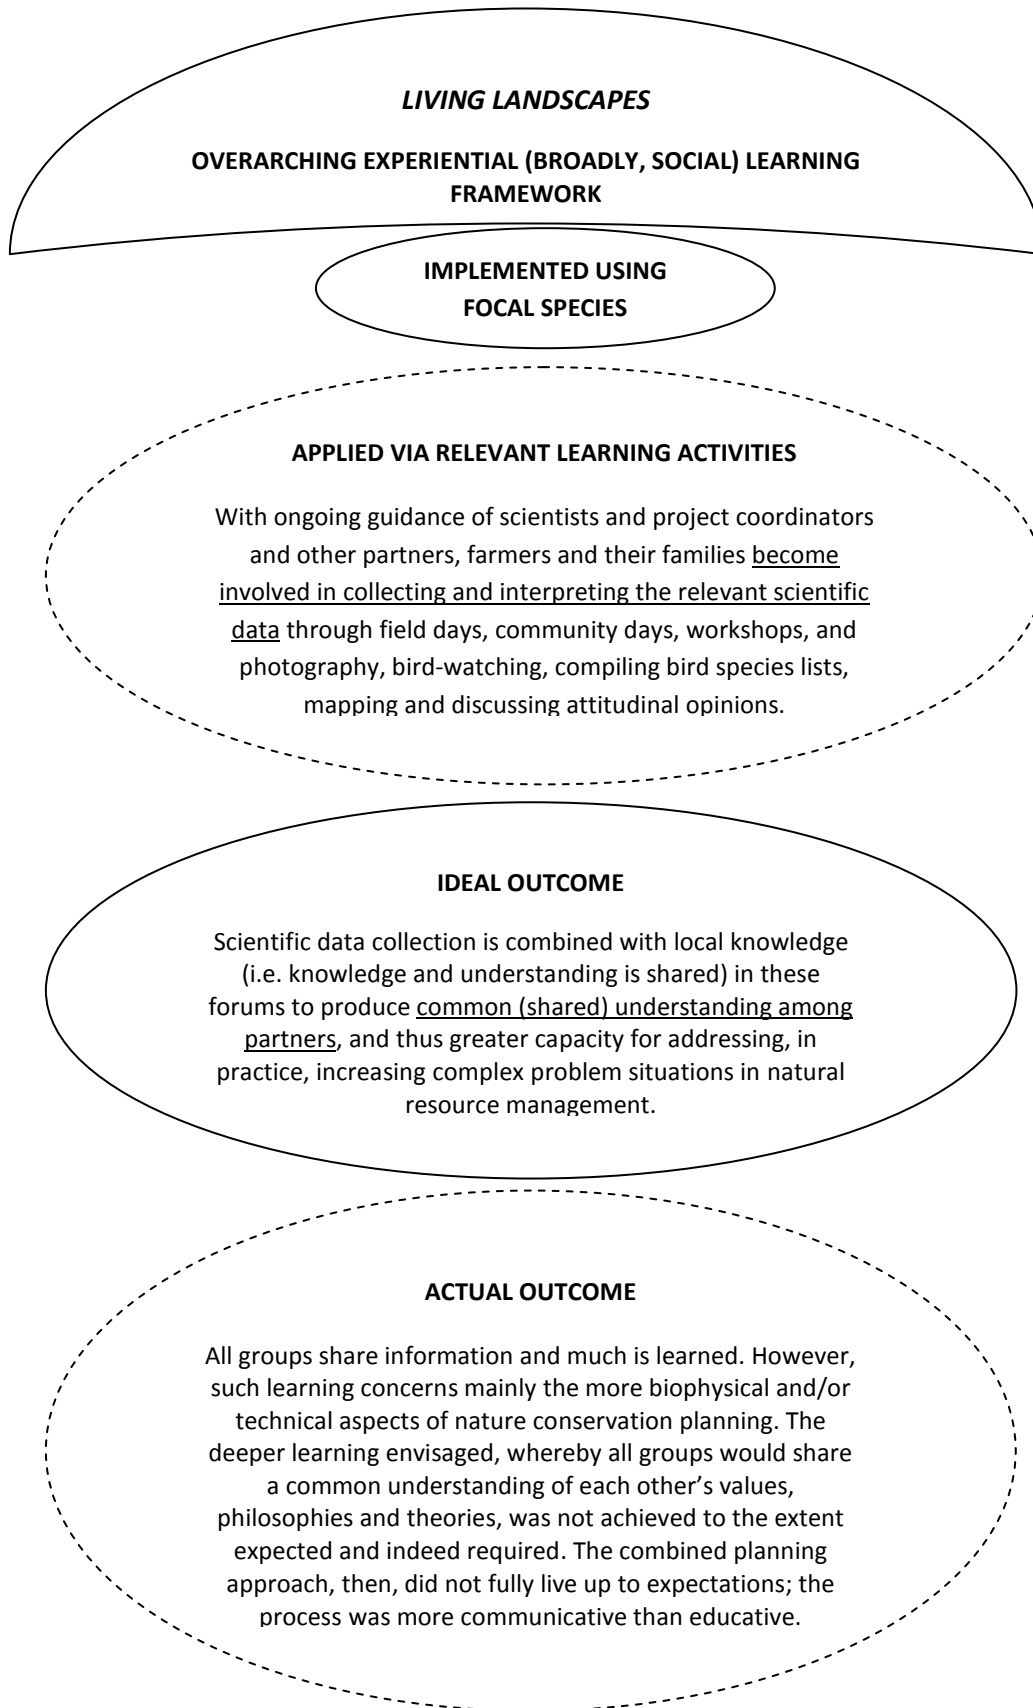 LIVING LANDSCAPES
OVERARCHING EXPERIENTIAL (BROADLY, SOCIAL) LEARNING
FRAMEWORK
IMPLEMENTED USING
FOCAL SPECIES
APPLIED VIA RELEVANT LEARNING ACTIVITIES
With ongoing guidance of scientists and project coordinators
and other partners, farmers and their families become
involved in collecting and interpreting the relevant scientific
data through field days, community days, workshops, and
photography, bird-watching, compiling bird species lists,
mapping and discussing attitudinal opinions.
IDEAL OUTCOME
Scientific data collection is combined with local knowledge
(i.e. knowledge and understanding is shared) in these
forums to produce common (shared) understanding among
partners, and thus greater capacity for addressing, in
practice, increasing complex problem situations in natural
resource management.
ACTUAL OUTCOME
All groups share information and much is learned. However,
such learning concerns mainly the more biophysical and/or
technical aspects of nature conservation planning. The
deeper learning envisaged, whereby all groups would share
a common understanding of each other’s values,
philosophies and theories, was not achieved to the extent
expected and indeed required. The combined planning
approach, then, did not fully live up to expectations; the
process was more communicative than educative.